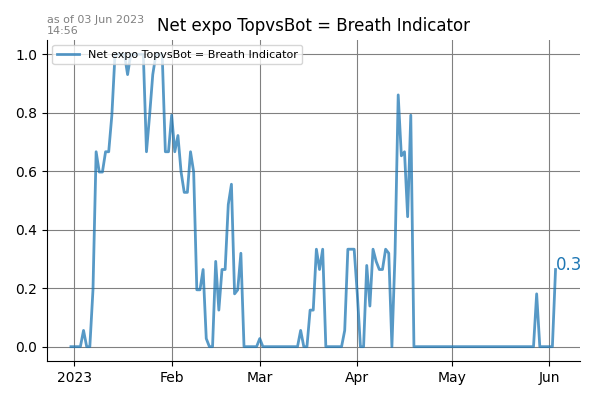 as of 03 Jun 2023
14:56
Net expo TopvsBot = Breath Indicator
Net expo TopvsBot = Breath Indicator
1.0
0.8
0.6
0.4
0.2
0.0
0.3
2023 Feb Mar Apr May Jun